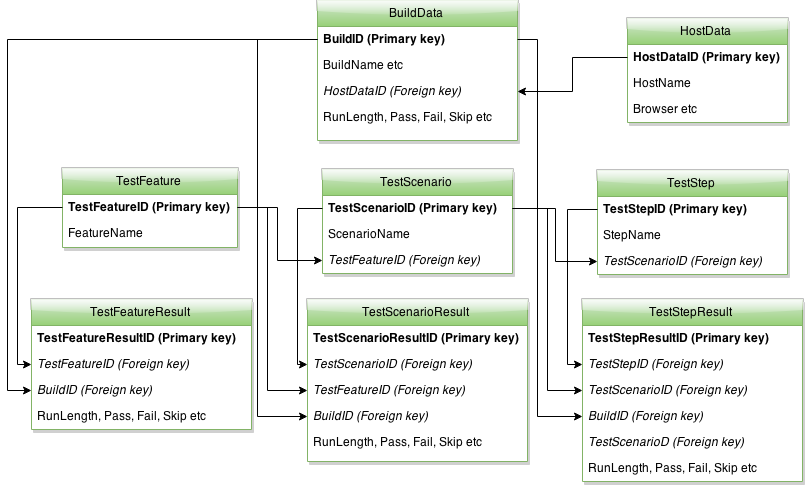 BuildData
BuildID (Primary key)
BuildName etc
HostDataID (Foreign key)
RunLength, Pass, Fail, Skip etc
HostData
HostDataID (Primary key)
HostName
Browser etc
TestFeature
TestFeatureID (Primary key)
FeatureName
TestScenario
TestScenarioID (Primary key)
ScenarioName
TestFeatureID (Foreign key)
TestStep
TestStepID (Primary key)
StepName
TestScenarioID (Foreign key)
TestFeatureResult
TestFeatureResultID (Primary key)
TestFeatureID (Foreign key)
BuildID (Foreign key)
RunLength, Pass, Fail, Skip etc
TestScenarioResult
TestScenarioResultID (Primary key)
TestScenarioID (Foreign key)
TestFeatureID (Foreign key)
BuildID (Foreign key)
RunLength, Pass, Fail, Skip etc
TestStepResult
TestStepResultID (Primary key)
TestStepID (Foreign key)
TestScenarioID (Foreign key)
BuildID (Foreign key)
TestScenarioD (Foreign key)
RunLength, Pass, Fail, Skip etc